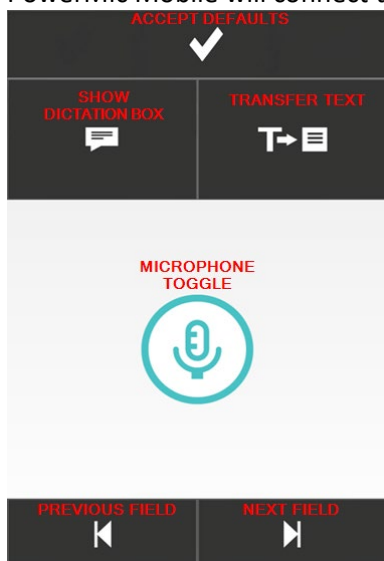 PowerMic Mobile will connect
ACCEPT DEFAULTS
SHOW
DICTATION BOX
TRANSFER TEXT
MICROPHONE
TOGGLE
PREVIOUS FIELD
NEXT FIELD